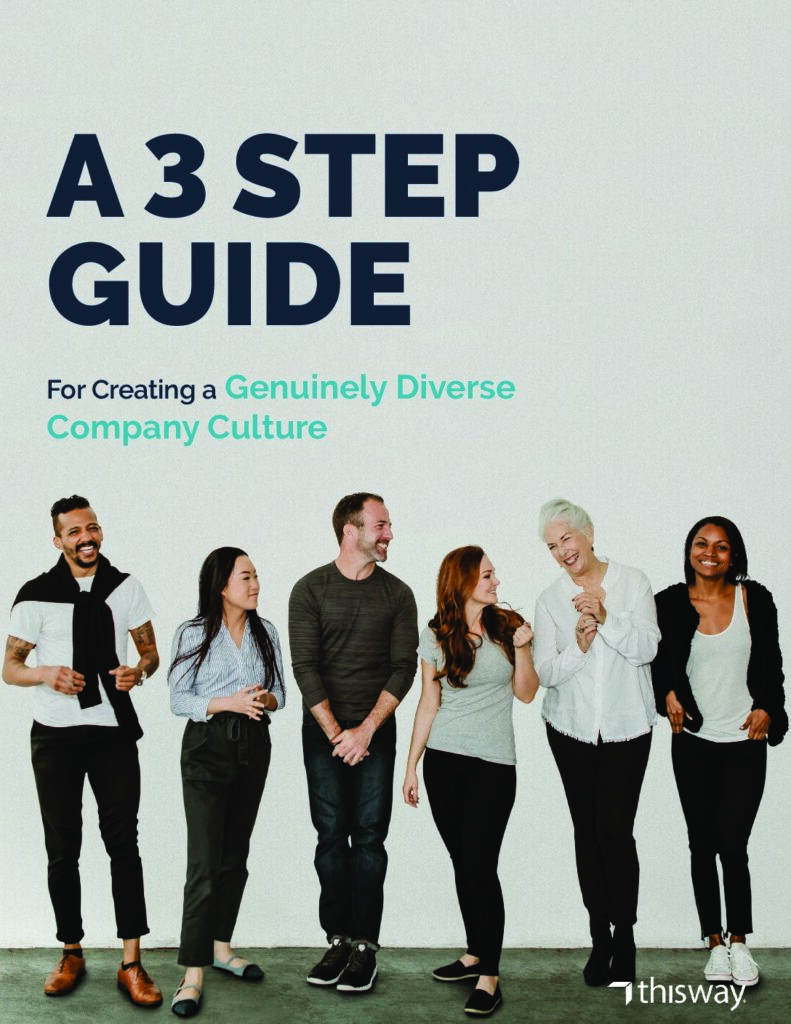 A 3 STEP
GUIDE
For Creating a Genuinely Diverse
Company Culture
thisway.